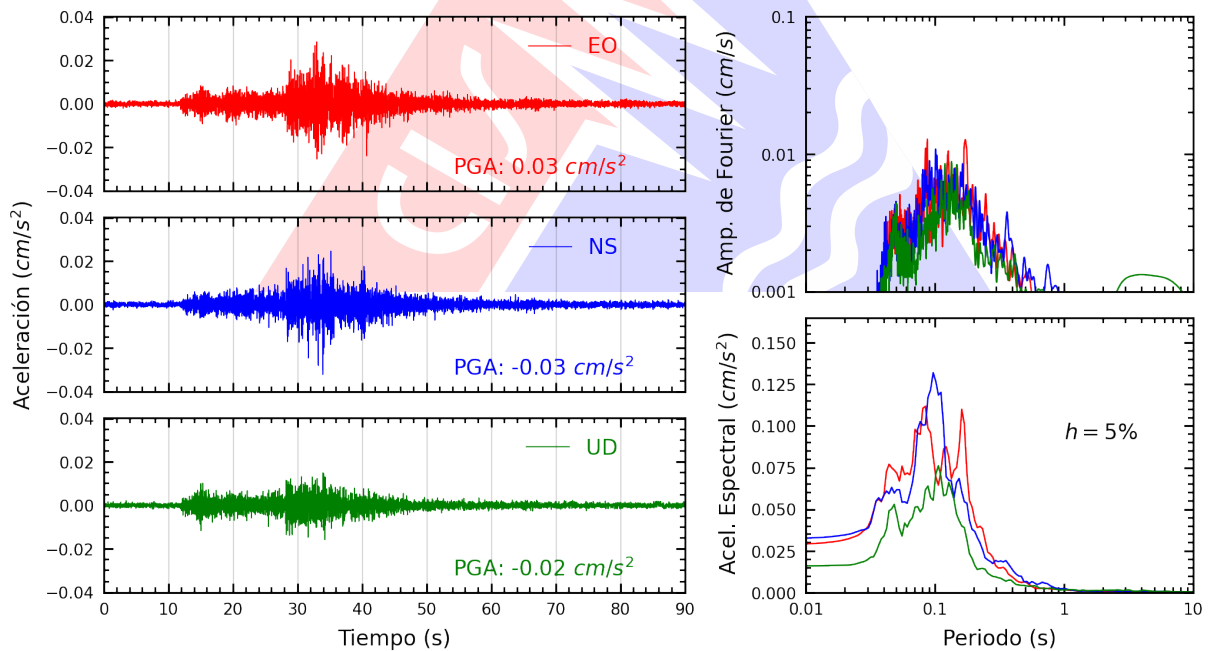 Aceleración (cm/s²)
0.04
0.02
0.00
−0.02
−0.04
EO
PGA: 0.03 cm/s²
0.04
0.02
0.00
−0.02
−0.04
NS
PGA: -0.03 cm/s²
0.04
0.02
0.00
−0.02
−0.04
UD
PGA: -0.02 cm/s²
0 10 20 30 40 50 60 70 80 90
Tiempo (s)
Amp. de Fourier (cm/s)
0.1
0.01
0.001
Acel. Espectral (cm/s²)
0.150
0.125
0.100
0.075
0.050
0.025
0.000
h = 5%
0.01 0.1 1 10
Periodo (s)